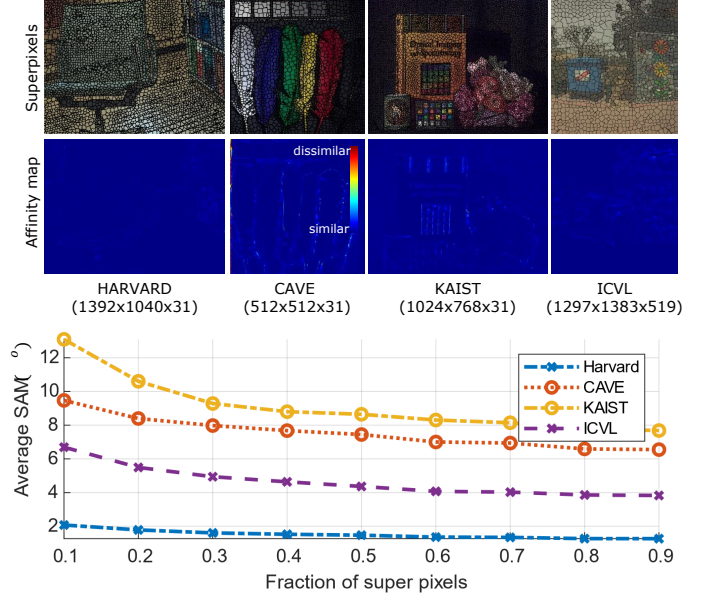 Superpixels
Affinity map
dissimilar
similar
HARVARD
(1392x1040x31)
CAVE
(512x512x31)
KAIST
(1024x768x31)
ICVL
(1297x1383x519)
Average SAM( o)
12
10
8
6
4
2
Harvard
CAVE
KAIST
ICVL
0.1 0.2 0.3 0.4 0.5 0.6 0.7 0.8 0.9
Fraction of super pixels